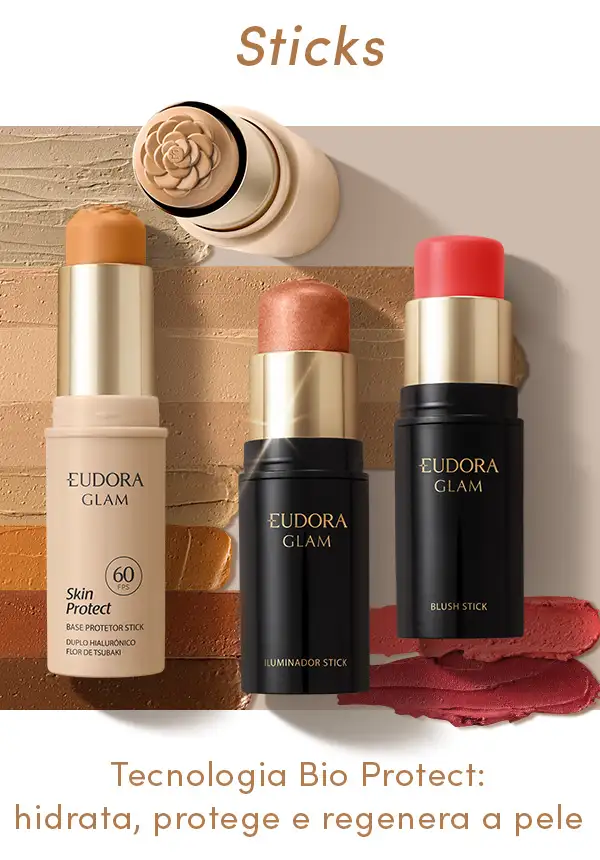 Sticks
EUDORA
GLAM
60
FPS
Skin
Protect
BASE PROTETOR STICK
DUPLO HIALURÔNICO
FLOR DE TSUBAKI
EUDORA
GLAM
ILUMINADOR STICK
EUDORA
GLAM
BLUSH STICK
Tecnologia Bio Protect:
hidrata, protege e regenera a pele